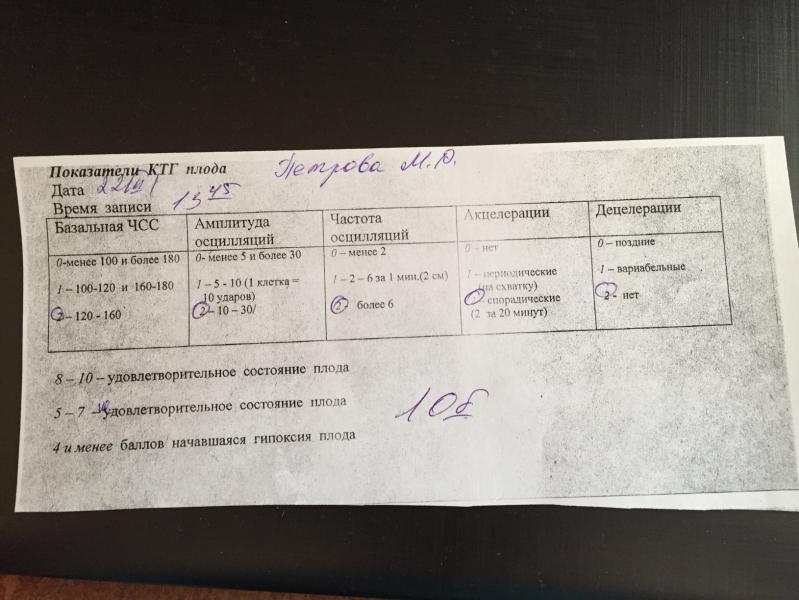 Показатели КТГ плода Петрова М.Ю.
Дата
Время записи 13 45
Базальная ЧСС Амплитуда осцилляций Частота осцилляций Акцелерации Децелерации
0-менее 100 и более 180 0- менее 5 и более 30 0 – менее 2 0 – нет 0 – поздние
1 – 100-120 и 160-180 1 – 5 - 10 (1 клетка = 10 ударов) 1 – 2 – 6 за 1 мин.(2 см) 1 – периодические (на схватку) 1 – вариабельные
2 – 120 - 160 2 – 10 – 30/ 2 более 6 спорадические (2 за 20 минут) 2 - нет
8 – 10 – удовлетворительное состояние плода
5 – 7 – удовлетворительное состояние плода
10б
4 и менее баллов начавшаяся гипоксия плода